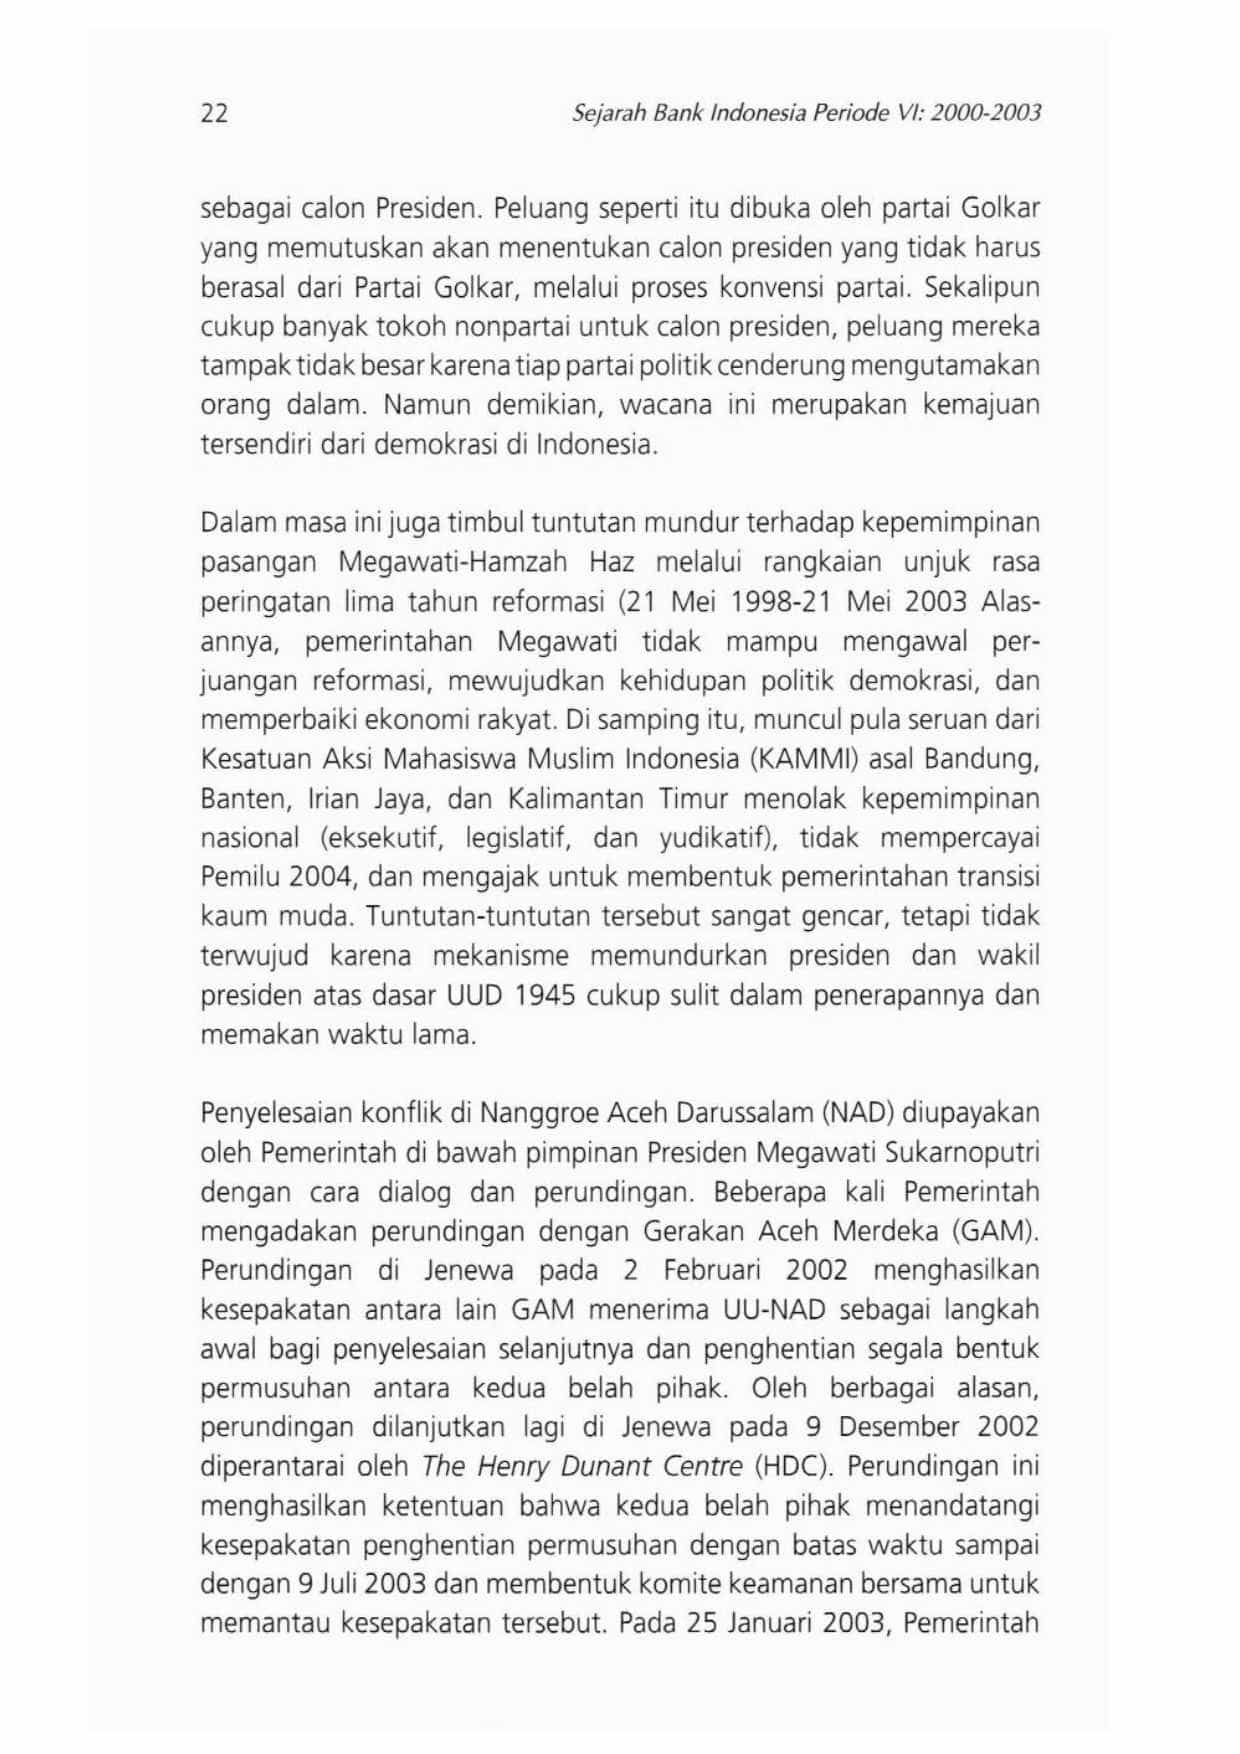 22
Sejarah Bank Indonesia Periode VI: 2000-2003
sebagai calon Presiden. Peluang seperti itu dibuka oleh partai Golkar
yang memutuskan akan menentukan calon presiden yang tidak harus
berasal dari Partai Golkar, melalui proses konvensi partai. Sekalipun
cukup banyak tokoh nonpartai untuk calon presiden, peluang mereka
tampak tidak besar karena tiap partai politik cenderung mengutamakan
orang dalam. Namun demikian, wacana ini merupakan kemajuan
tersendiri dari demokrasi di Indonesia.
Dalam masa ini juga timbul tuntutan mundur terhadap kepemimpinan
pasangan Megawati-Hamzah Haz melalui rangkaian unjuk rasa
peringatan lima tahun reformasi (21 Mei 1998-21 Mei 2003 Alas-
annya, pemerintahan Megawati tidak mampu mengawal per-
juangan reformasi, mewujudkan kehidupan politik demokrasi, dan
memperbaiki ekonomi rakyat. Di samping itu, muncul pula seruan dari
Kesatuan Aksi Mahasiswa Muslim Indonesia (KAMMI) asal Bandung,
Banten, Irian Jaya, dan Kalimantan Timur menolak kepemimpinan
nasional (eksekutif, legislatif, dan yudikatif), tidak mempercayai
Pemilu 2004, dan mengajak untuk membentuk pemerintahan transisi
kaum muda. Tuntutan-tuntutan tersebut sangat gencar, tetapi tidak
terwujud karena mekanisme memundurkan presiden dan wakil
presiden atas dasar UUD 1945 cukup sulit dalam penerapannya dan
memakan waktu lama.
Penyelesaian konflik di Nanggroe Aceh Darussalam (NAD) diupayakan
oleh Pemerintah di bawah pimpinan Presiden Megawati Sukarnoputri
dengan cara dialog dan perundingan. Beberapa kali Pemerintah
mengadakan perundingan dengan Gerakan Aceh Merdeka (GAM).
Perundingan di Jenewa pada 2 Februari 2002 menghasilkan
kesepakatan antara lain GAM menerima UU-NAD sebagai langkah
awal bagi penyelesaian selanjutnya dan penghentian segala bentuk
permusuhan antara kedua belah pihak. Oleh berbagai alasan,
perundingan dilanjutkan lagi di Jenewa pada 9 Desember 2002
diperantarai oleh The Henry Dunant Centre (HDC). Perundingan ini
menghasilkan ketentuan bahwa kedua belah pihak menandatangi
kesepakatan penghentian permusuhan dengan batas waktu sampai
dengan 9 Juli 2003 dan membentuk komite keamanan bersama untuk
memantau kesepakatan tersebut. Pada 25 Januari 2003, Pemerintah